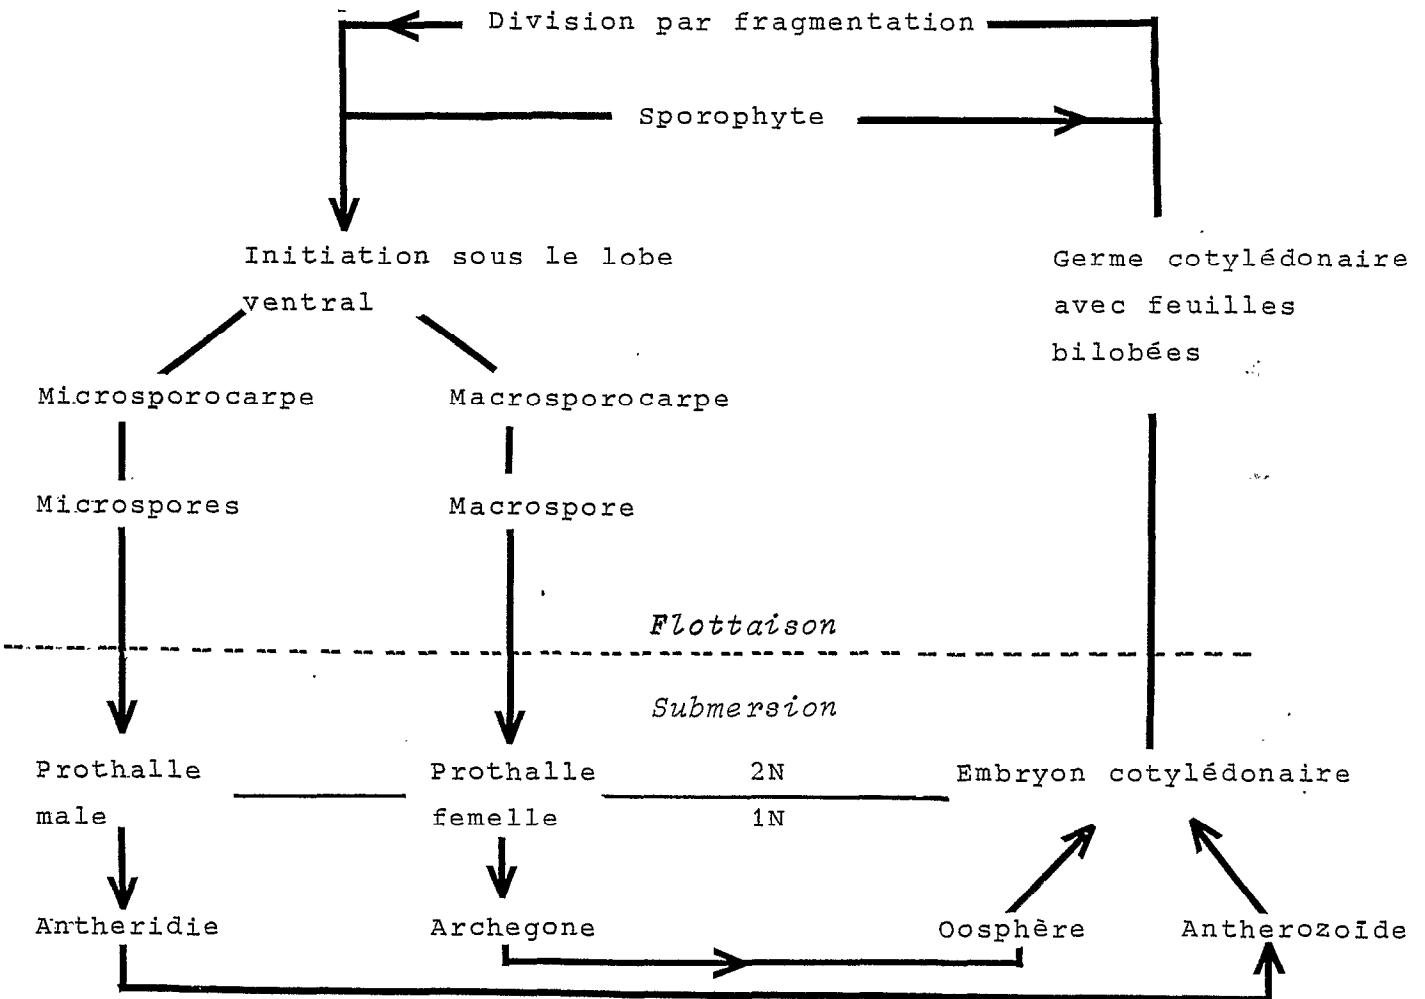 Division par fragmentation
Sporophyte
Initiation sous le lobe
ventral
Germe cotylédonaire
avec feuilles
bilobées
Microsporocarpe
Macrosporocarpe
Microspores
Macrospore
Flottaison
Submersion
Prothalle
male
Prothalle
femelle
2N
1N
Embryon cotylédonaire
Antheridie
Archegone
Oosphère
Antherozoïde